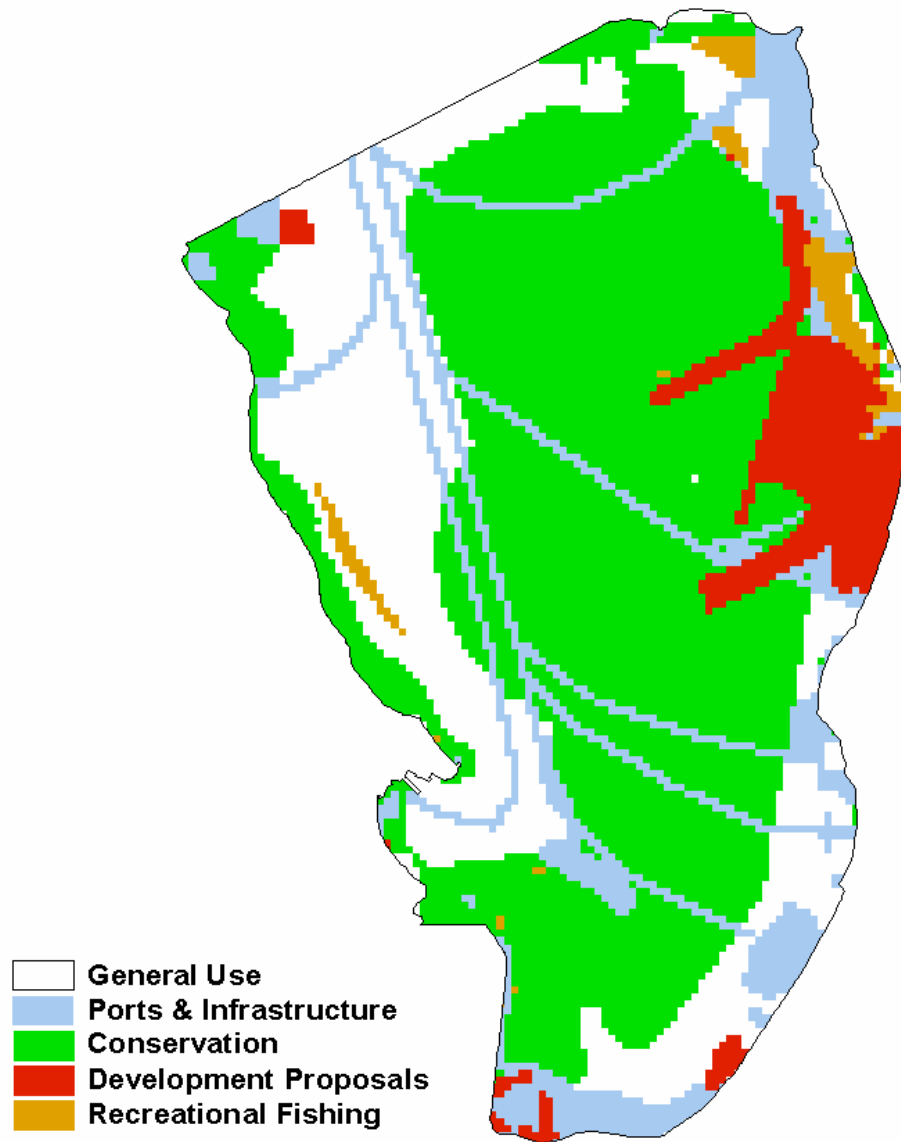 General Use
Ports & Infrastructure
Conservation
Development Proposals
Recreational Fishing